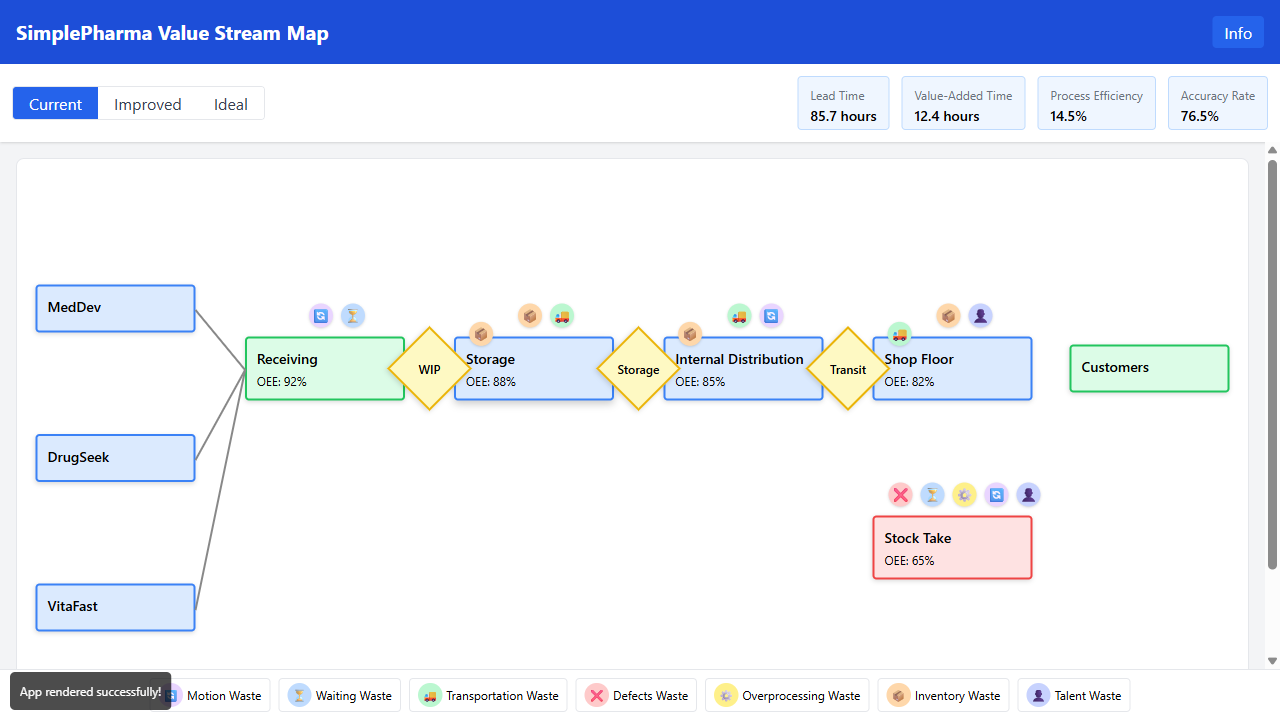 SimplePharma Value Stream Map
Info
Current
Improved
Ideal
Lead Time
85.7 hours
Value-Added Time
12.4 hours
Process Efficiency
14.5%
Accuracy Rate
76.5%
MedDev
DrugSeek
VitaFast
Receiving
OEE: 92%
WIP
Storage
OEE: 88%
Storage
Internal Distribution
OEE: 85%
Transit
Shop Floor
OEE: 82%
Customers
Stock Take
OEE: 65%
App rendered successfully!
Motion Waste
Waiting Waste
Transportation Waste
Defects Waste
Overprocessing Waste
Inventory Waste
Talent Waste